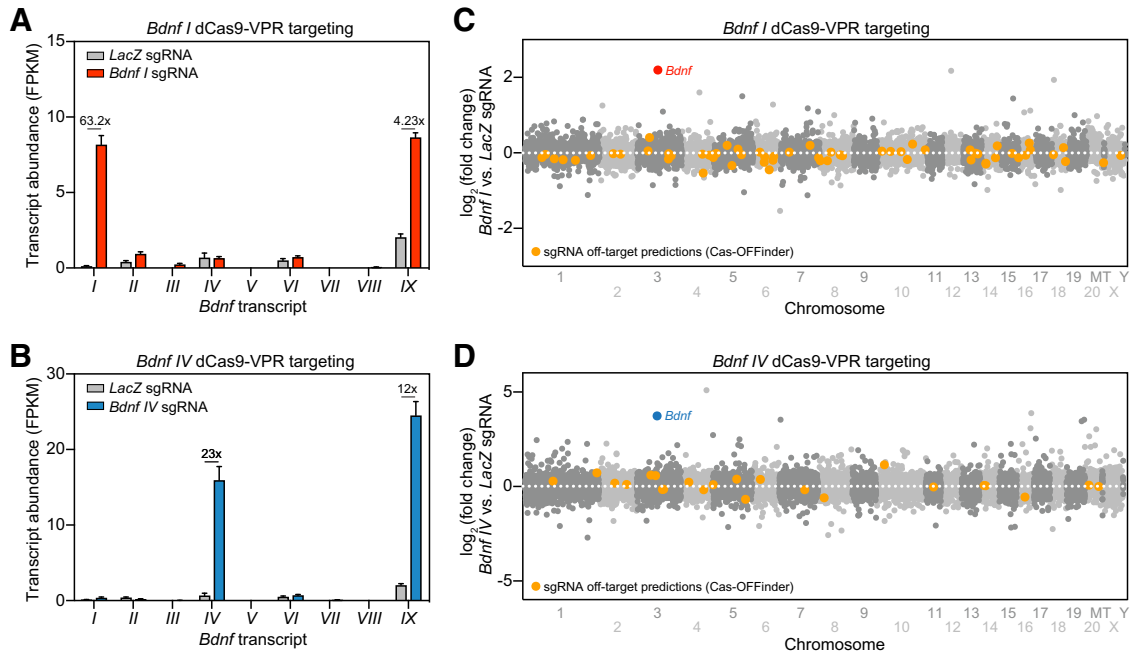 A
Bdnf I dCas9-VPR targeting
Transcript abundance (FPKM)
15
10
5
0
LacZ sgRNA
Bdnf I sgRNA
63.2x
4.23x
I II III IV V VI VII VIII IX
Bdnf transcript
B
Bdnf IV dCas9-VPR targeting
Transcript abundance (FPKM)
30
20
10
0
LacZ sgRNA
Bdnf IV sgRNA
23x
12x
I II III IV V VI VII VIII IX
Bdnf transcript
C
Bdnf I dCas9-VPR targeting
log2(fold change)
Bdnf I vs. LacZ sgRNA
2
0
-2
Bdnf
sgRNA off-target predictions (Cas-OFFinder)
1 3 5 7 9 11 13 15 17 19 MT Y
2 4 6 8 10 12 14 16 18 20 X
Chromosome
D
Bdnf IV dCas9-VPR targeting
log2(fold change)
Bdnf IV vs. LacZ sgRNA
5
0
-5
Bdnf
sgRNA off-target predictions (Cas-OFFinder)
1 3 5 7 9 11 13 15 17 19 MT Y
2 4 6 8 10 12 14 16 18 20 X
Chromosome